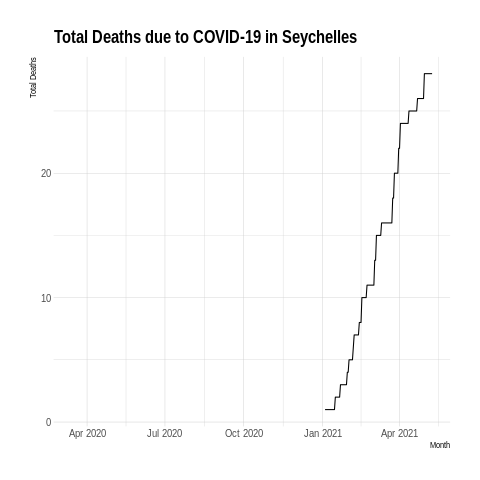 Total Deaths due to COVID-19 in Seychelles
Total Deaths
20
10
0
Apr 2020 Jul 2020 Oct 2020 Jan 2021 Apr 2021
Month